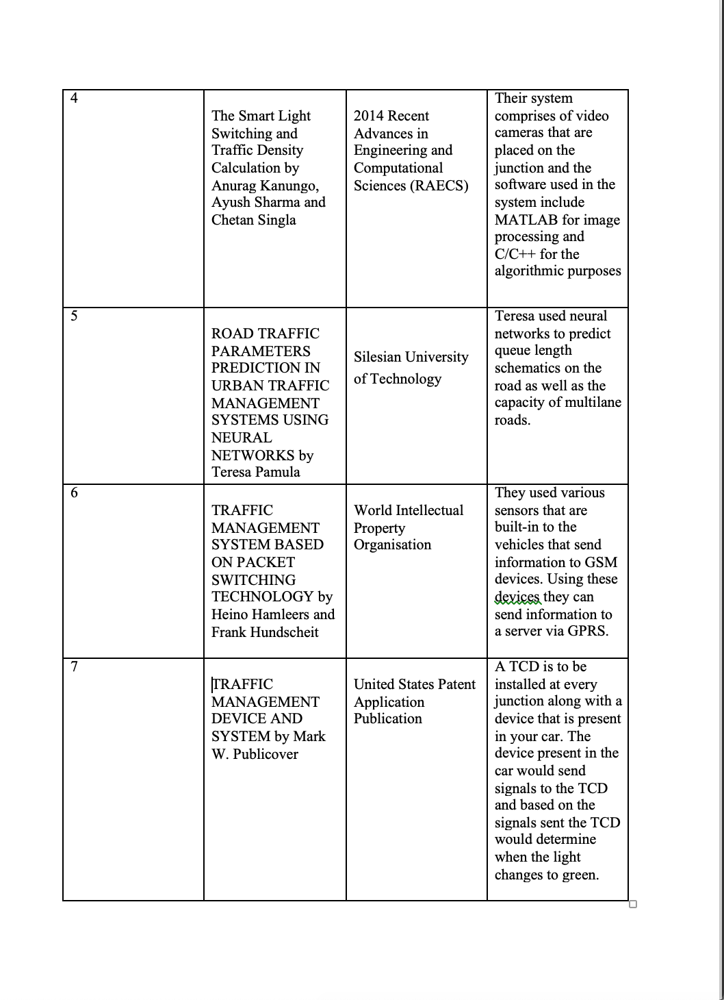 4
The Smart Light
Switching and
Traffic Density
Calculation by
Anurag Kanungo,
Ayush Sharma and
Chetan Singla
2014 Recent
Advances in
Engineering and
Computational
Sciences (RAECS)
Their system
comprises of video
cameras that are
placed on the
junction and the
software used in the
system include
MATLAB for image
processing and
C/C++ for the
algorithmic purposes
5
ROAD TRAFFIC
PARAMETERS
PREDICTION IN
URBAN TRAFFIC
MANAGEMENT
SYSTEMS USING
NEURAL
NETWORKS by
Teresa Pamula
Silesian University
of Technology
Teresa used neural
networks to predict
queue length
schematics on the
road as well as the
capacity of multilane
roads.
6
TRAFFIC
MANAGEMENT
SYSTEM BASED
ON PACKET
SWITCHING
TECHNOLOGY by
Heino Hamleers and
Frank Hundscheit
World Intellectual
Property
Organisation
They used various
sensors that are
built-in to the
vehicles that send
information to GSM
devices. Using these
devices they can
send information to
a server via GPRS.
7
TRAFFIC
MANAGEMENT
DEVICE AND
SYSTEM by Mark
W. Publicover
United States Patent
Application
Publication
A TCD is to be
installed at every
junction along with a
device that is present
in your car. The
device present in the
car would send
signals to the TCD
and based on the
signals sent the TCD
would determine
when the light
changes to green.